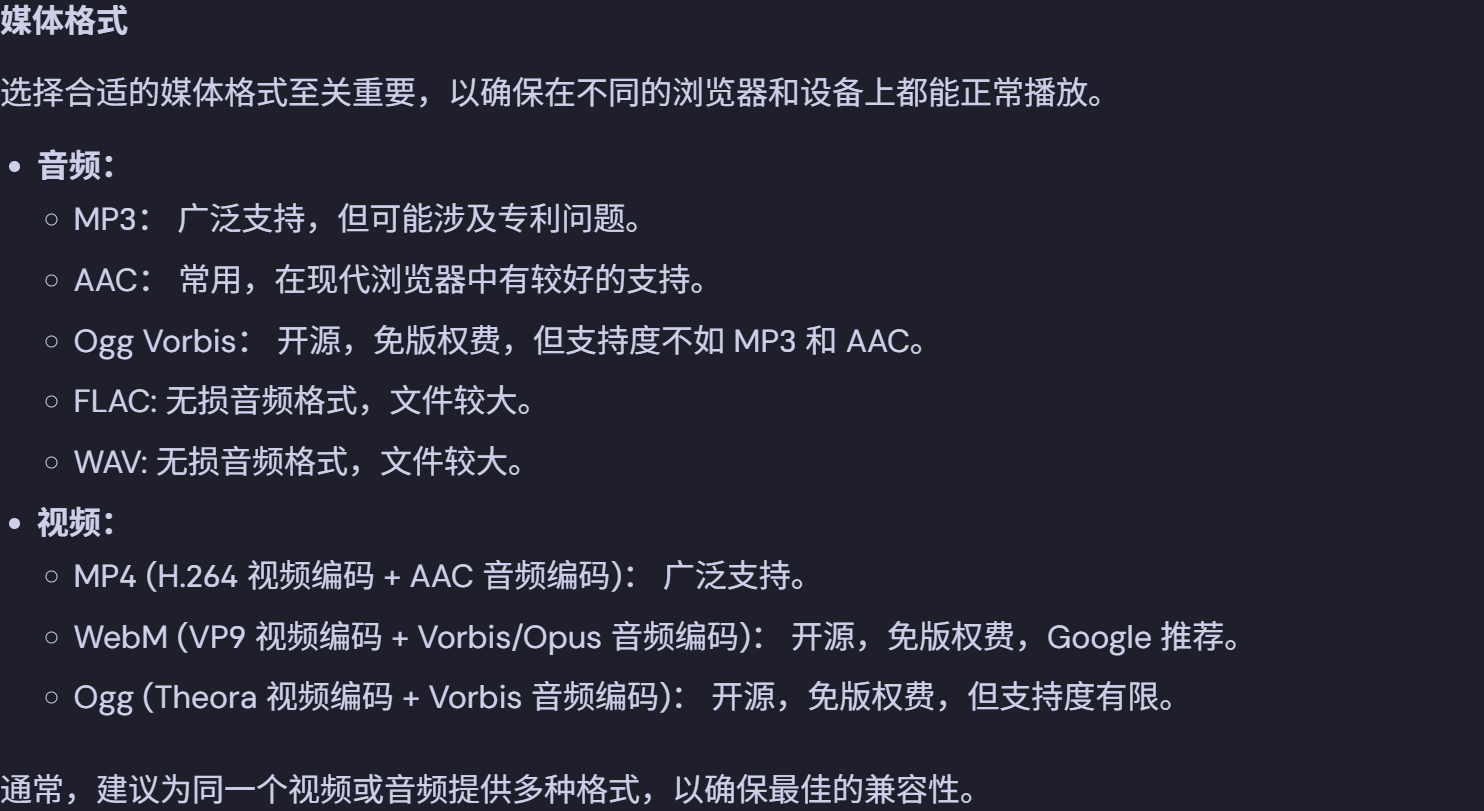 媒体格式
选择合适的媒体格式至关重要，以确保在不同的浏览器和设备上都能正常播放。
• 音频：
◦ MP3： 广泛支持，但可能涉及专利问题。
◦ AAC： 常用，在现代浏览器中有较好的支持。
◦ Ogg Vorbis： 开源，免版权费，但支持度不如 MP3 和 AAC。
◦ FLAC: 无损音频格式，文件较大。
◦ WAV: 无损音频格式，文件较大。
• 视频：
◦ MP4 (H.264 视频编码 + AAC 音频编码)： 广泛支持。
◦ WebM (VP9 视频编码 + Vorbis/Opus 音频编码)： 开源，免版权费，Google 推荐。
◦ Ogg (Theora 视频编码 + Vorbis 音频编码)： 开源，免版权费，但支持度有限。
通常，建议为同一个视频或音频提供多种格式，以确保最佳的兼容性。